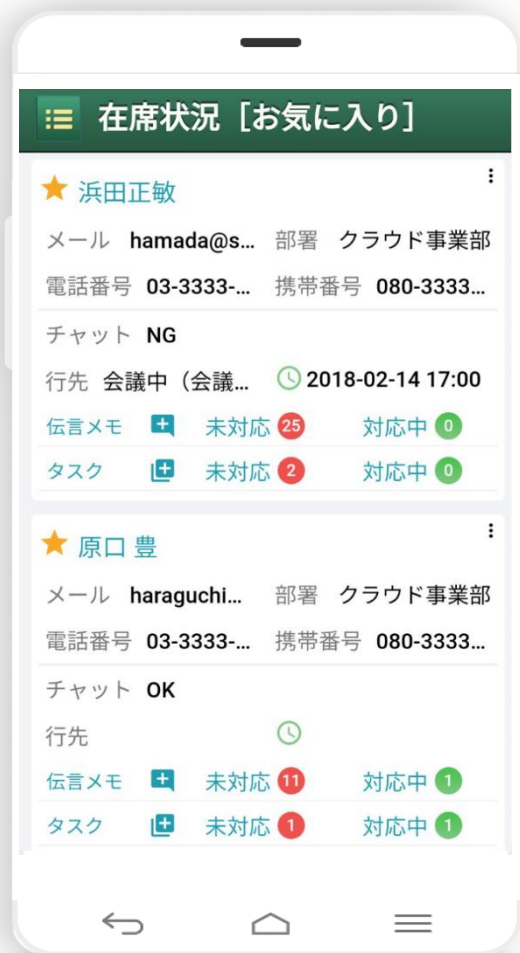 在席状況［お気に入り］
浜田正敏
メール hamada@s... 部署 クラウド事業部
電話番号 03-3333-... 携帯番号 080-3333...
チャット NG
行先 会議中（会議... 2018-02-14 17:00
伝言メモ 未対応 25 対応中 0
タスク 未対応 2 対応中 0
原口 豊
メール haraguchi... 部署 クラウド事業部
電話番号 03-3333-... 携帯番号 080-3333...
チャット OK
行先
伝言メモ 未対応 11 対応中 1
タスク 未対応 1 対応中 1